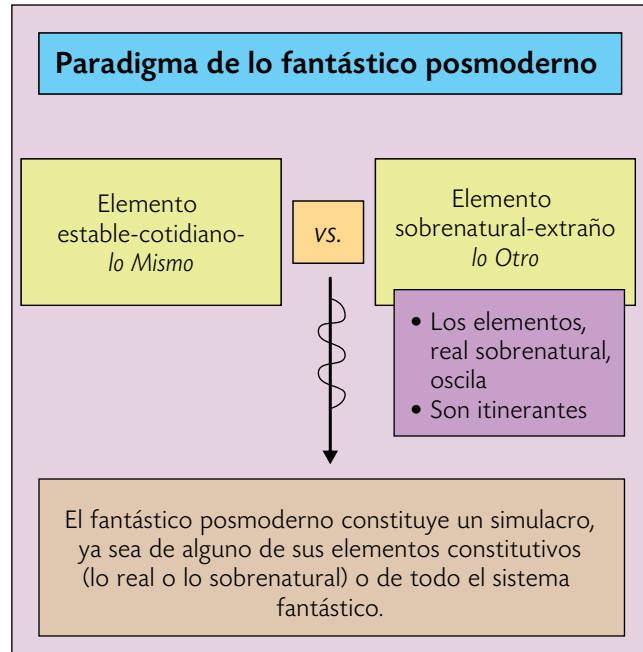 Paradigma de lo fantástico posmoderno
Elemento
estable-cotidiano-
lo Mismo
vs.
Elemento
sobrenatural-extraño
lo Otro
• Los elementos,
real sobrenatural,
oscila
• Son itinerantes
El fantástico posmoderno constituye un simulacro,
ya sea de alguno de sus elementos constitutivos
(lo real o lo sobrenatural) o de todo el sistema
fantástico.